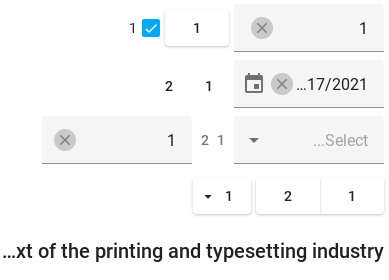 1 1 1
2 1 …17/2021
1 2 1 …Select
1 2 1
…xt of the printing and typesetting industry